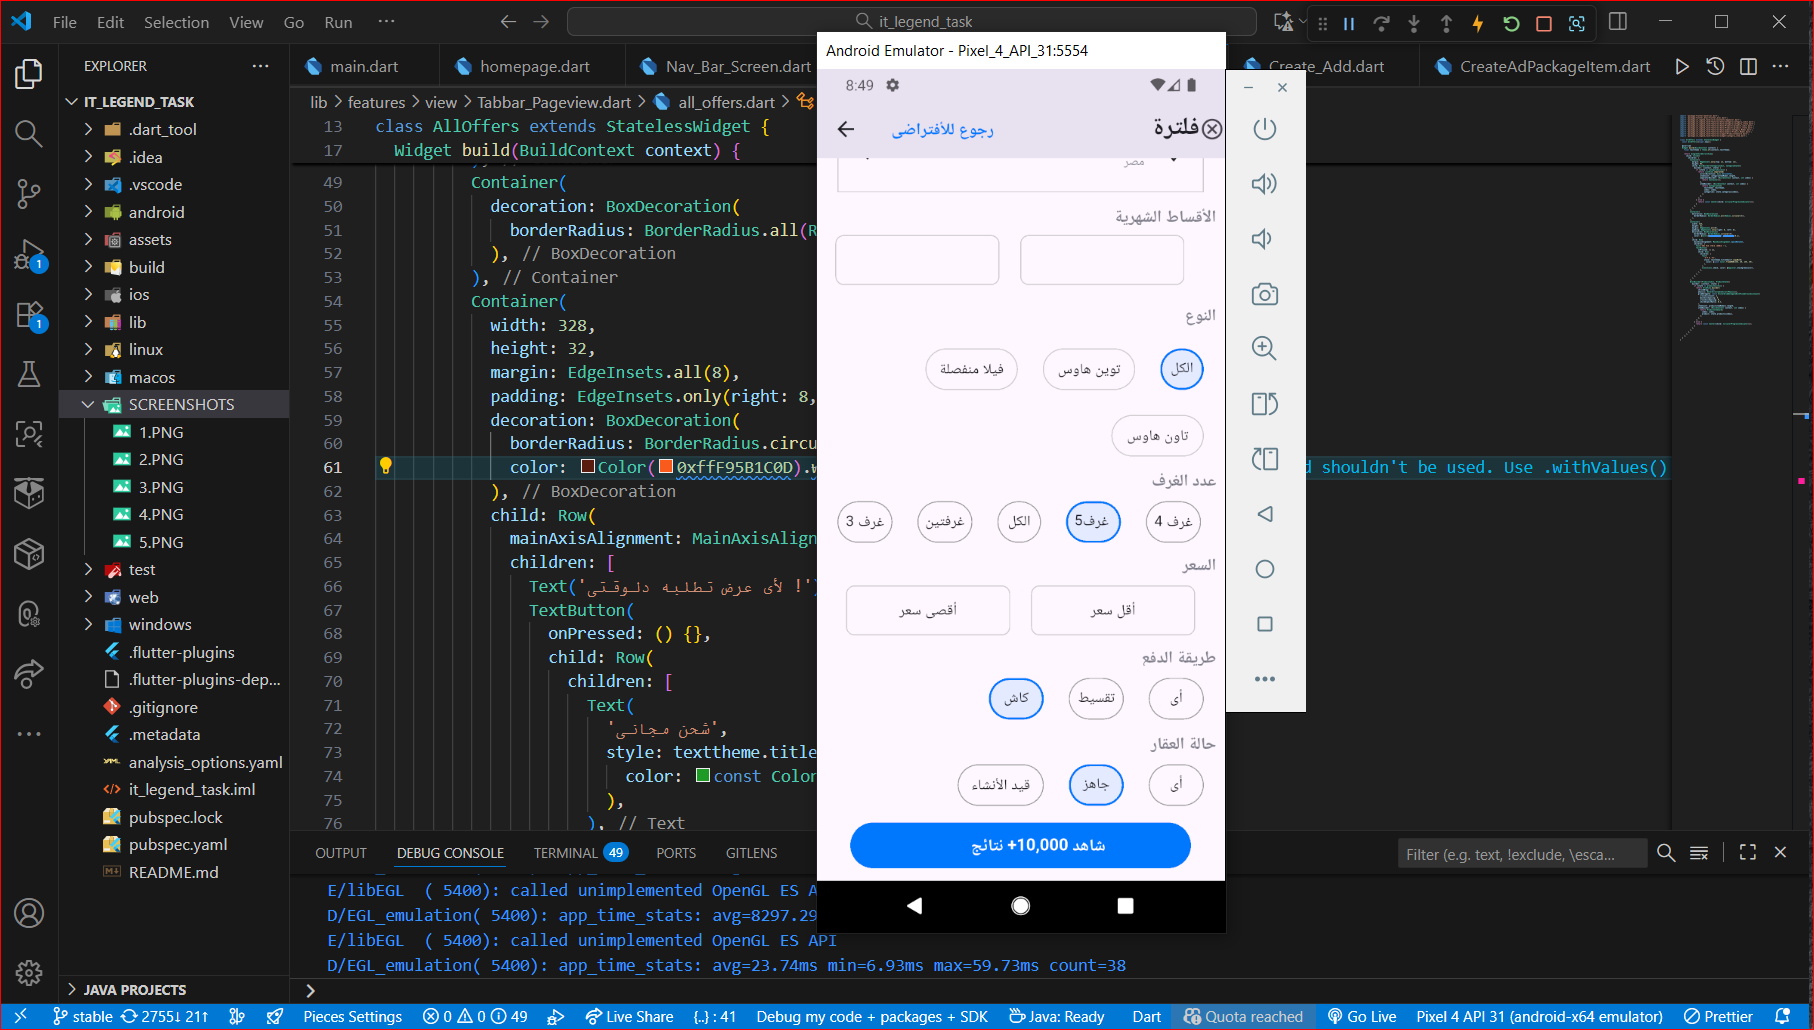 File Edit Selection View Go Run ···
it_legend_task
EXPLORER
IT_LEGEND_TASK
.dart_tool
.idea
.vscode
android
assets
build
ios
lib
linux
macos
SCREENSHOTS
1.PNG
2.PNG
3.PNG
4.PNG
5.PNG
test
web
windows
.flutter-plugins
.flutter-plugins-dep...
.gitignore
.metadata
analysis_options.yaml
it_legend_task.iml
pubspec.lock
pubspec.yaml
README.md
JAVA PROJECTS
1
1
main.dart homepage.dart Nav_Bar_Screen.dart Create_Add.dart CreateAdPackageItem.dart
lib > features > view > Tabbar_Pageview.dart > all_offers.dart >
13 class AllOffers extends StatelessWidget {
17 Widget build(BuildContext context) {
49 Container(
50 decoration: BoxDecoration(
51 borderRadius: BorderRadius.all(R
52 ), // BoxDecoration
53 ), // Container
54 Container(
55 width: 328,
56 height: 32,
57 margin: EdgeInsets.all(8),
58 padding: EdgeInsets.only(right: 8,
59 decoration: BoxDecoration(
60 borderRadius: BorderRadius.circu
61 color: Color(0xffF95B1C0D).w d shouldn't be used. Use .withValues()
62 ), // BoxDecoration
63 child: Row(
64 mainAxisAlignment: MainAxisAlign
65 children: [
66 Text('! لأى عرض تطلبه دلوقتى')
67 TextButton(
68 onPressed: () {},
69 child: Row(
70 children: [
71 Text(
72 'شحن مجانى',
73 style: texttheme.title
74 color: const Color
75 ),
76 ), // Text
Android Emulator - Pixel_4_API_31:5554
8:49
فلترة
رجوع للأفتراضى
مصر
الأقساط الشهرية
النوع
الكل
توين هاوس
فيلا منفصلة
تاون هاوس
عدد الغرف
4 غرف
5غرف
الكل
غرفتين
3 غرف
السعر
أقل سعر
أقصى سعر
طريقة الدفع
أى
تقسيط
كاش
حالة العقار
أى
جاهز
قيد الأنشاء
شاهد 10,000+ نتائج
OUTPUT DEBUG CONSOLE TERMINAL 49 PORTS GITLENS
Filter (e.g. text, !exclude, \esca...
E/libEGL ( 5400): called unimplemented OpenGL ES A
D/EGL_emulation( 5400): app_time_stats: avg=8297.29
E/libEGL ( 5400): called unimplemented OpenGL ES API
D/EGL_emulation( 5400): app_time_stats: avg=23.74ms min=6.93ms max=59.73ms count=38
stable 2755↓ 21↑ Pieces Settings 0 0 49 Live Share {..} : 41 Debug my code + packages + SDK Java: Ready Dart Quota reached Go Live Pixel 4 API 31 (android-x64 emulator) Prettier